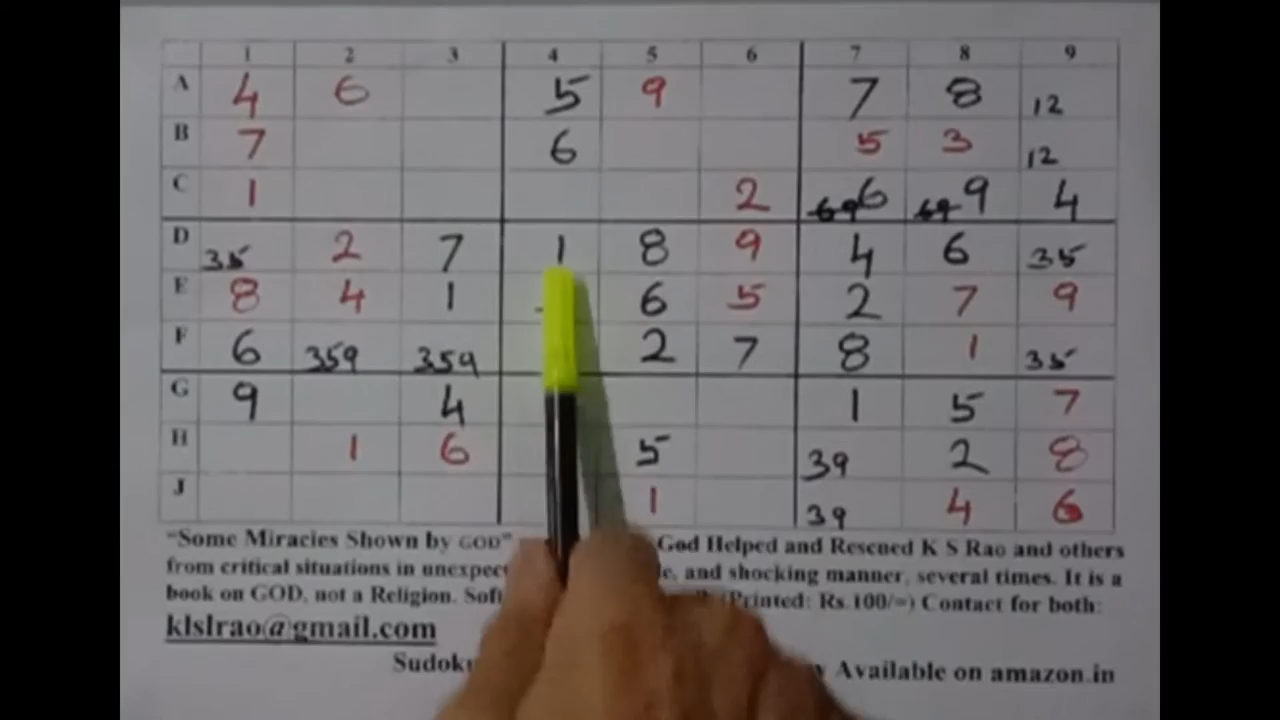 1 2 3 4 5 6 7 8 9
A 4 6 5 9 7 8 12
B 7 6 5 3 12
C 1 2 69 6 69 9 4
D 35 2 7 1 8 9 4 6 35
E 8 4 1 6 5 2 7 9
F 6 359 359 2 7 8 1 35
G 9 4 1 5 7
H 1 6 5 39 2 8
J 1 39 4 6
"Some Miracies Shown by GOD" God Helped and Rescued K S Rao and others
from critical situations in and shocking manner, several times. It is a
book on GOD, not a Religion. (Printed: Rs.100/=) Contact for both:
klslrao@gmail.com
Available on amazon.in